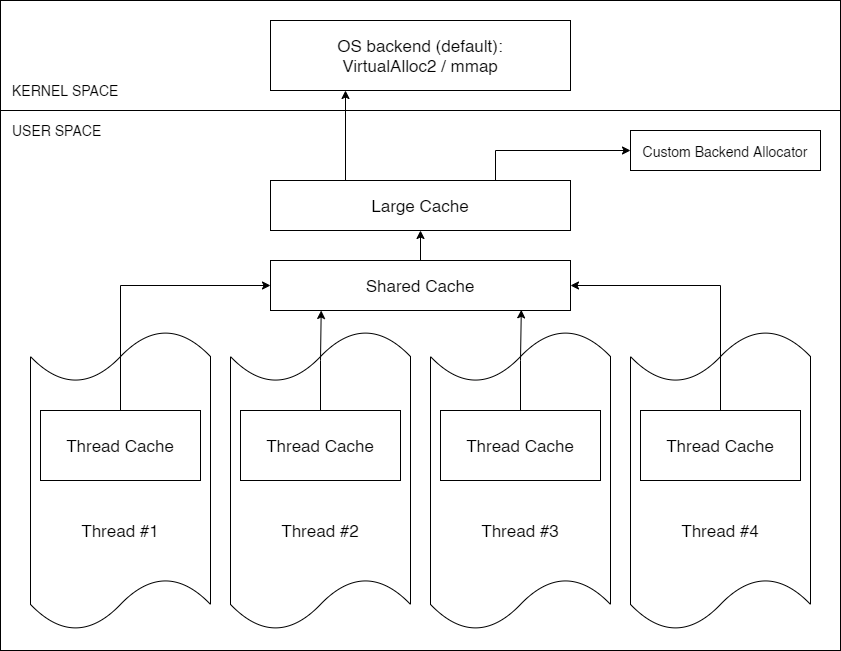 OS backend (default):
VirtualAlloc2 / mmap
KERNEL SPACE
USER SPACE
Custom Backend Allocator
Large Cache
Shared Cache
Thread Cache
Thread Cache
Thread Cache
Thread Cache
Thread #1
Thread #2
Thread #3
Thread #4